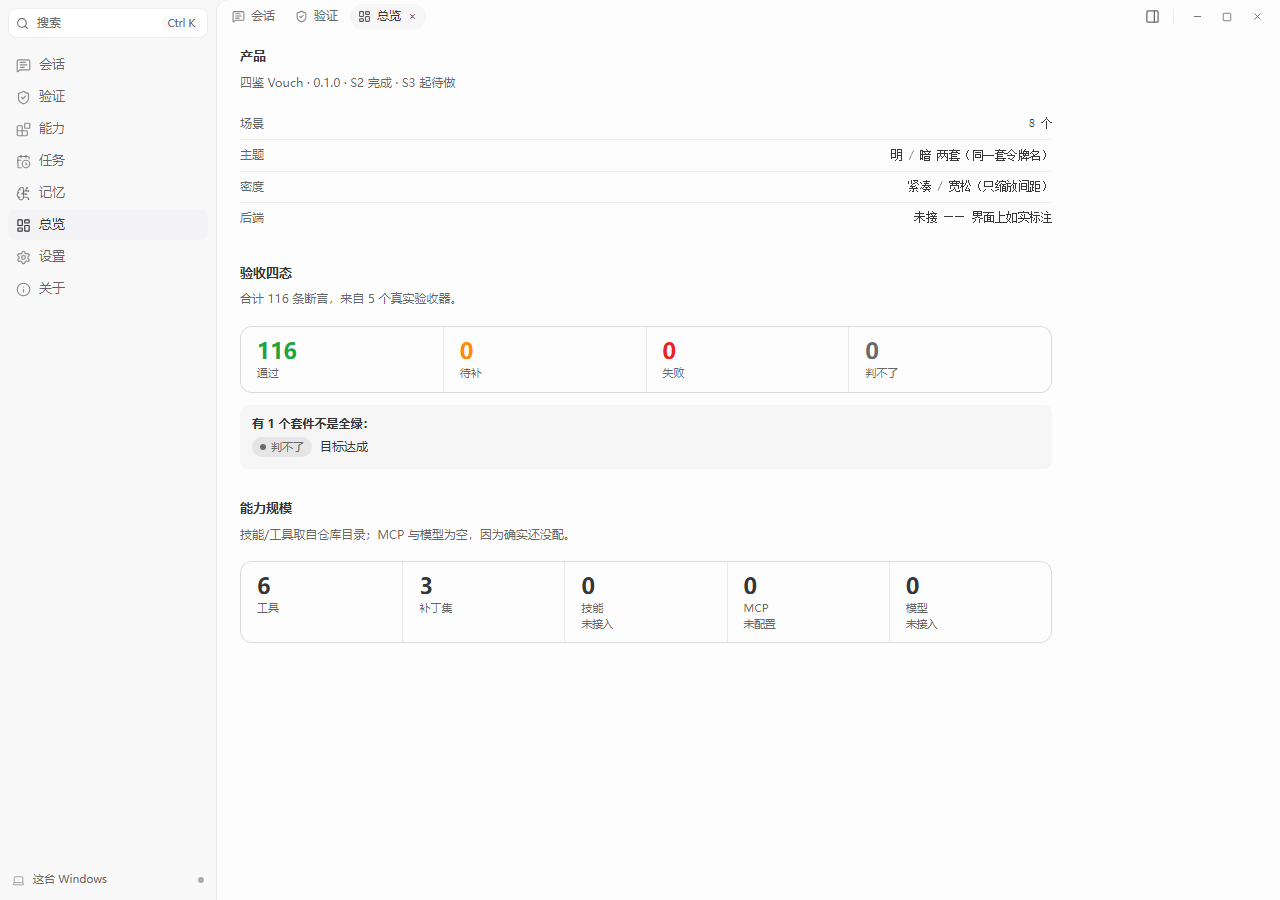 搜索 Ctrl K
会话
验证
能力
任务
记忆
总览
设置
关于
这台 Windows
会话 验证 总览 ×
产品
四鉴 Vouch · 0.1.0 · S2 完成 · S3 起待做
场景 8 个
主题 明 / 暗 两套（同一套令牌名）
密度 紧凑 / 宽松（只缩放间距）
后端 未接 —— 界面上如实标注
验收四态
合计 116 条断言，来自 5 个真实验收器。
116 0 0 0
通过 待补 失败 判不了
有 1 个套件不是全绿：
判不了 目标达成
能力规模
技能/工具取自仓库目录；MCP 与模型为空，因为确实还没配。
6 3 0 0 0
工具 补丁集 技能 MCP 模型
未接入 未配置 未接入